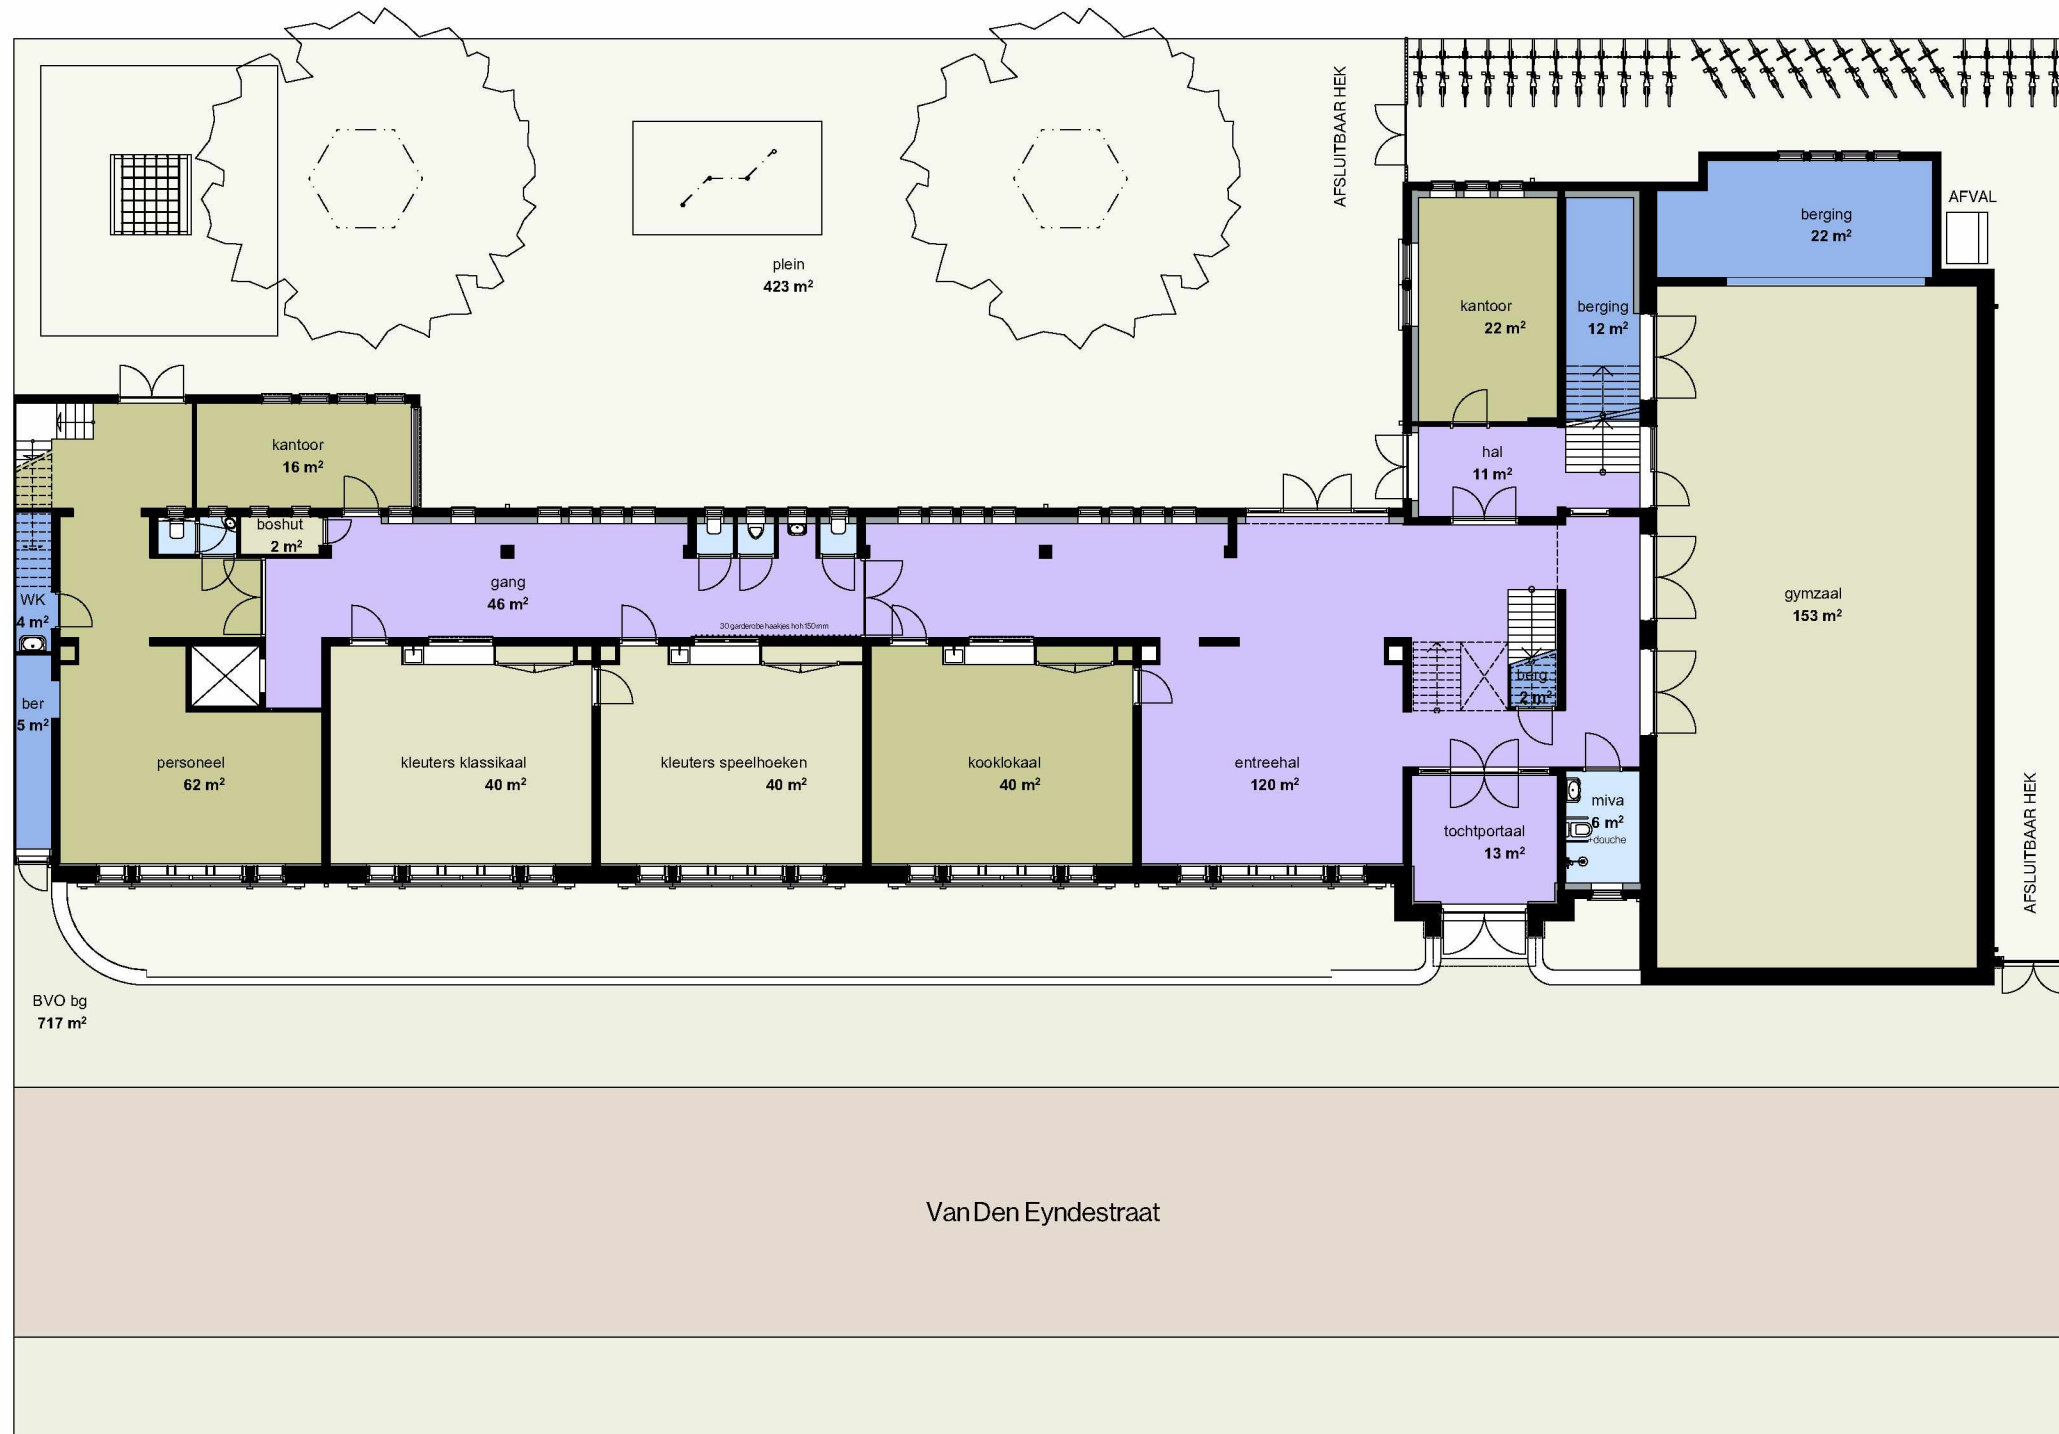 AFSLUITBAAR HEK
AFVAL
berging
22 m²
plein
423 m²
kantoor
22 m²
berging
12 m²
kantoor
16 m²
hal
11 m²
boshut
2 m²
gang
46 m²
WK
4 m²
gymzaal
153 m²
30 garderobehaakjes hoh 150mm
berg
2 m²
ber
5 m²
personeel
62 m²
kleuters klassikaal
40 m²
kleuters speelhoeken
40 m²
kooklokaal
40 m²
entreehal
120 m²
tochtportaal
13 m²
miva
6 m²
+douche
AFSLUITBAAR HEK
BVO bg
717 m²
Van Den Eyndestraat